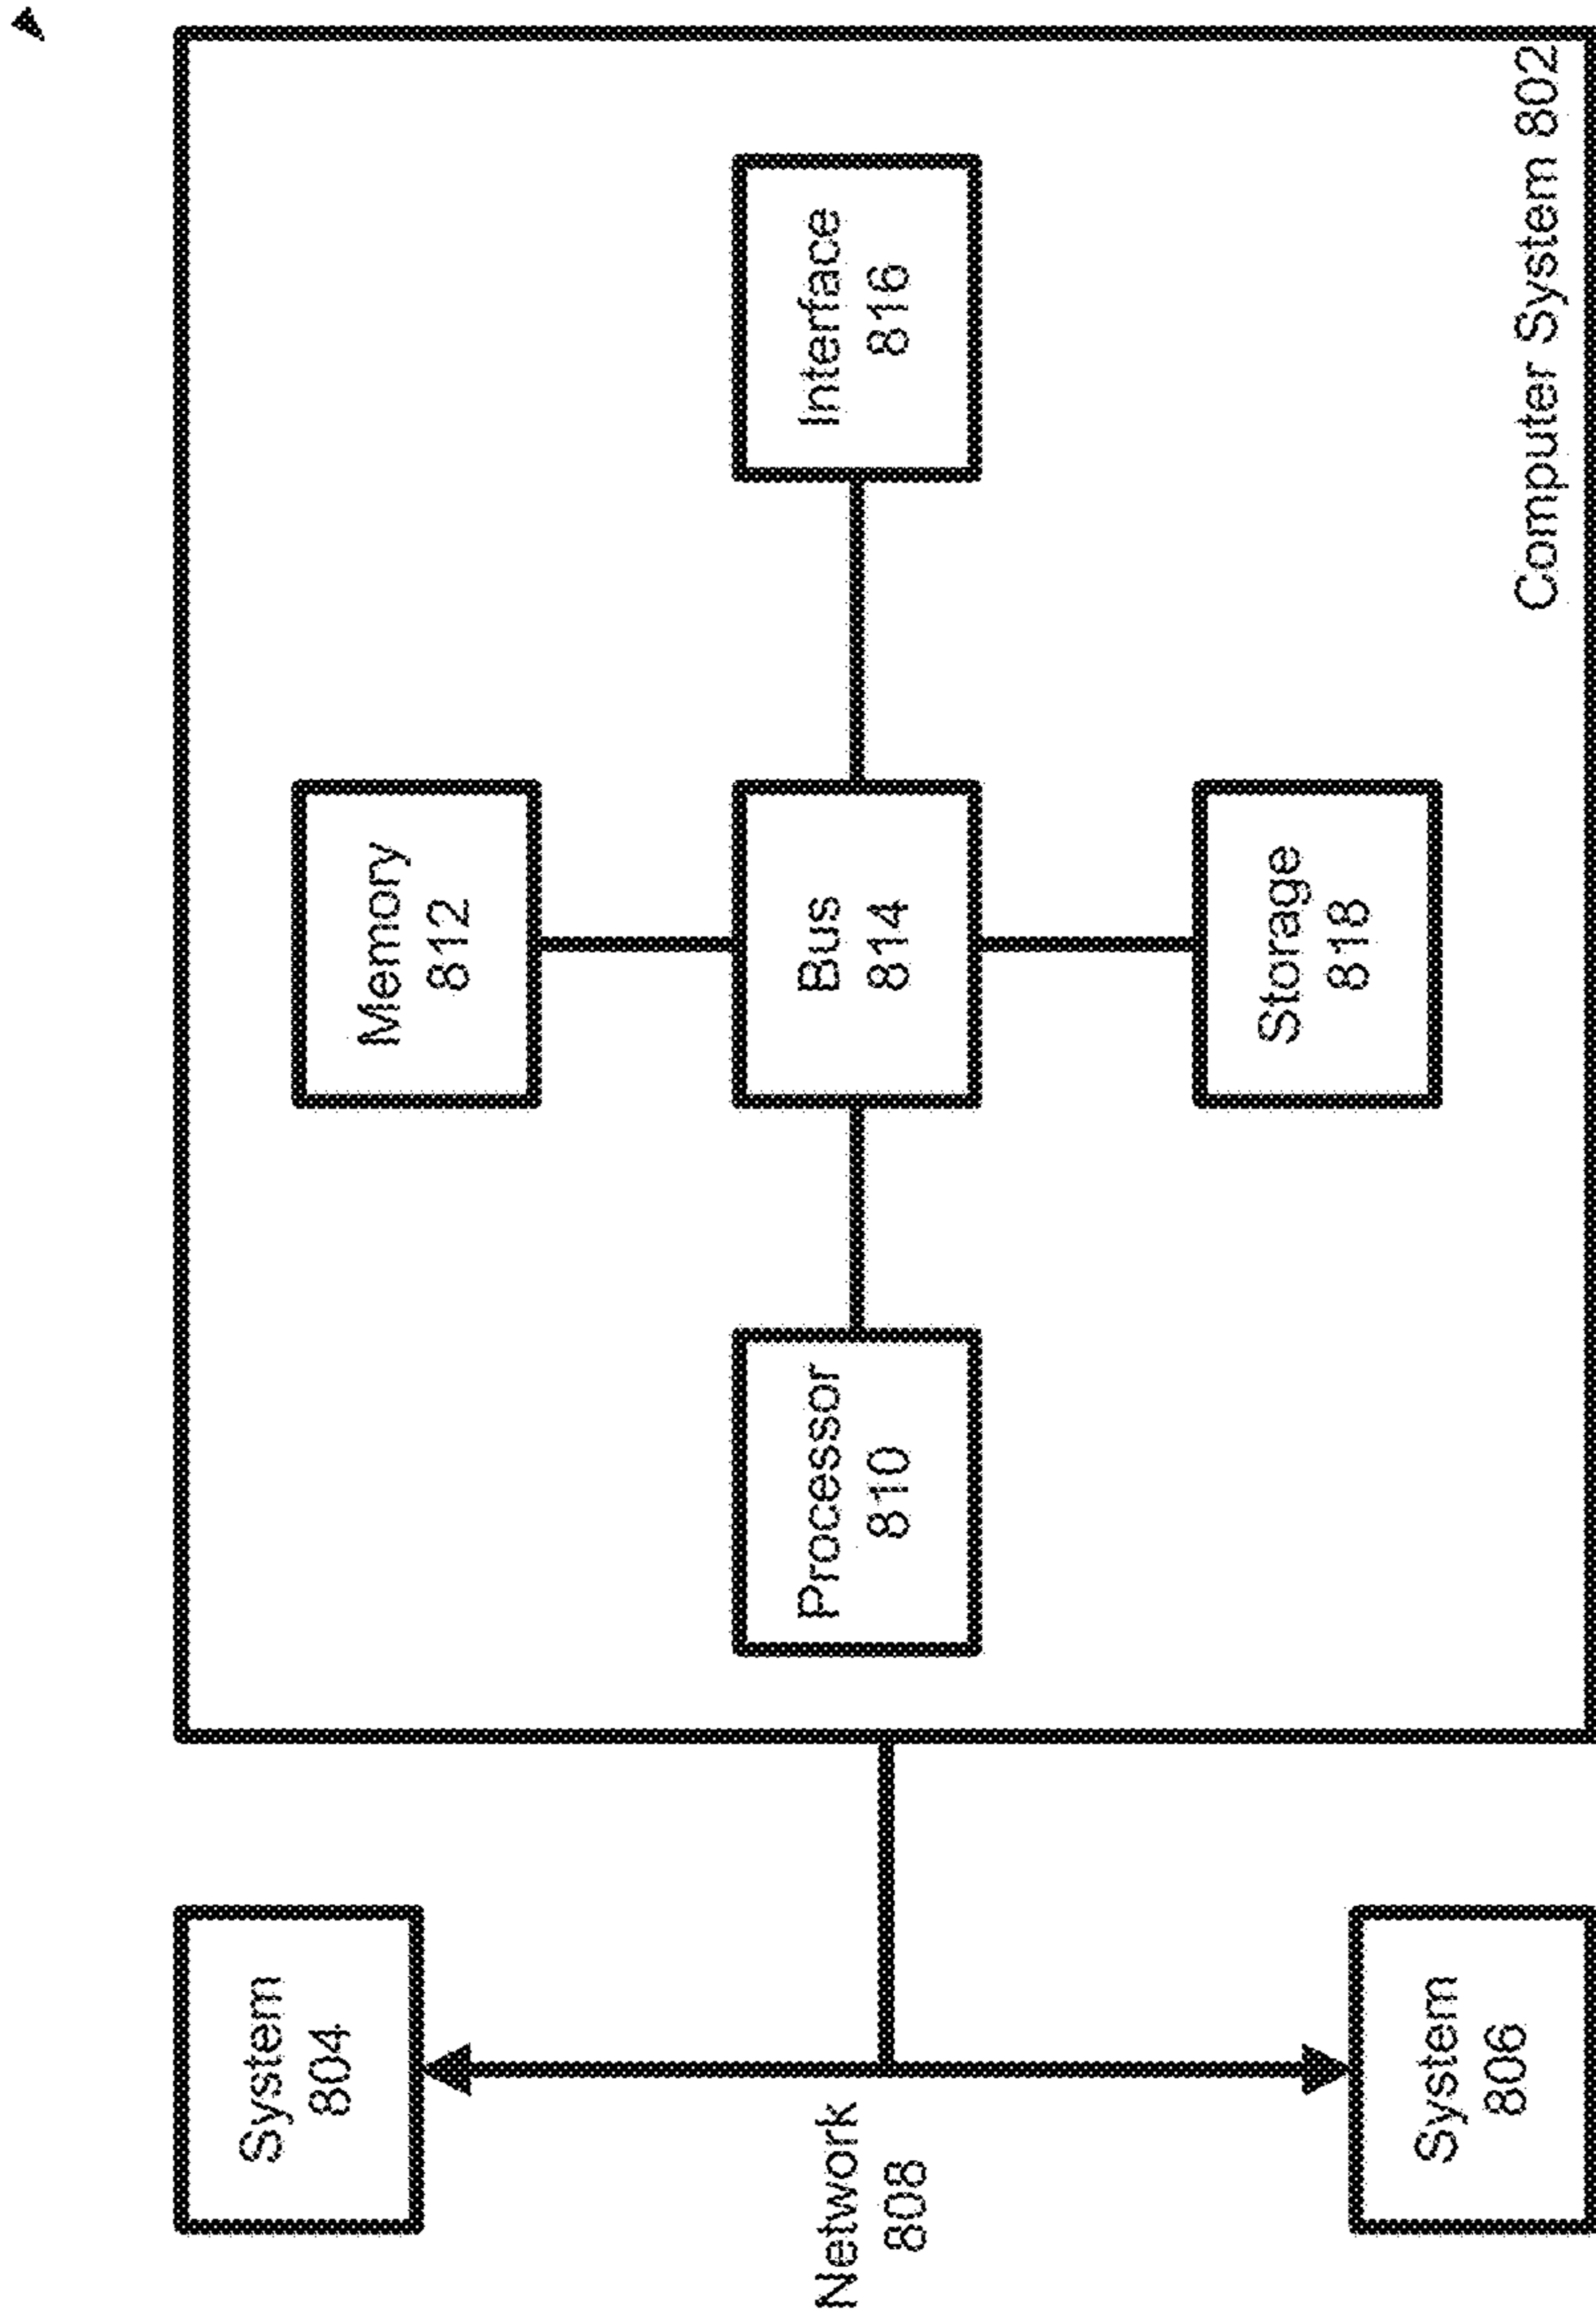 System
804
Network
808
System
806
Processor
810
Memory
812
Bus
814
Storage
818
Interface
816
Computer System 802